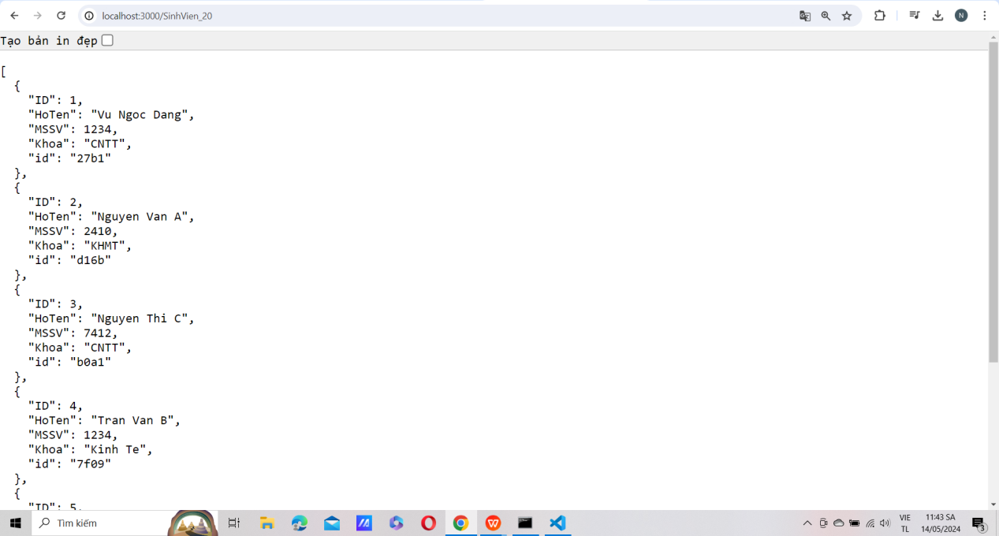 localhost:3000/SinhVien_20
N
Tạo bản in đẹp
[
  {
    "ID": 1,
    "HoTen": "Vu Ngoc Dang",
    "MSSV": 1234,
    "Khoa": "CNTT",
    "id": "27b1"
  },
  {
    "ID": 2,
    "HoTen": "Nguyen Van A",
    "MSSV": 2410,
    "Khoa": "KHMT",
    "id": "d16b"
  },
  {
    "ID": 3,
    "HoTen": "Nguyen Thi C",
    "MSSV": 7412,
    "Khoa": "CNTT",
    "id": "b0a1"
  },
  {
    "ID": 4,
    "HoTen": "Tran Van B",
    "MSSV": 1234,
    "Khoa": "Kinh Te",
    "id": "7f09"
  },
  {
    "ID": 5,
Tìm kiếm
VIE
TL
11:43 SA
14/05/2024
3